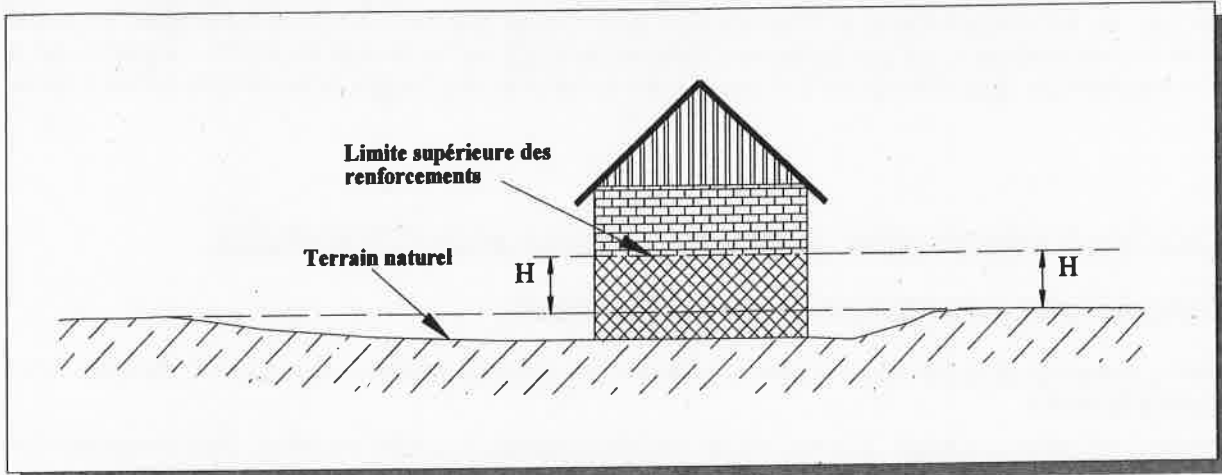 Limite supérieure des
renforcements
Terrain naturel
H
H